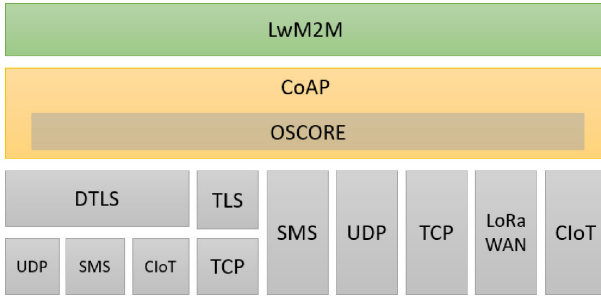 LwM2M
CoAP
OSCORE
DTLS
TLS
SMS
UDP
TCP
LoRa
WAN
CIoT
UDP
SMS
CIoT
TCP